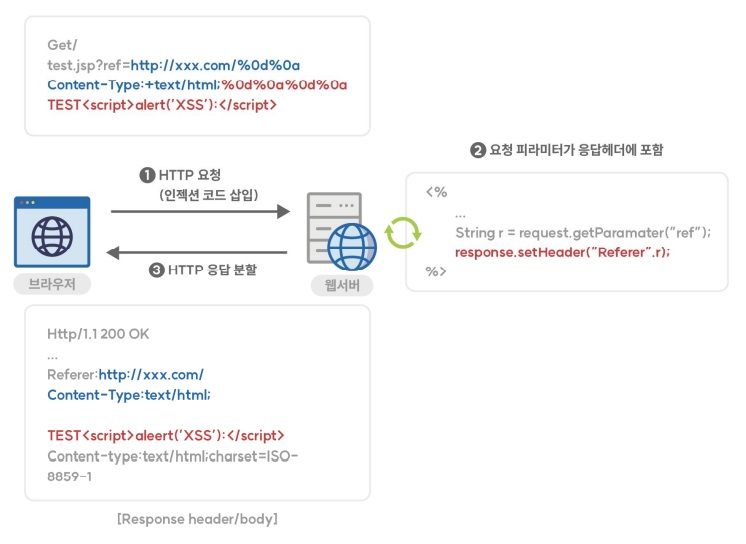 Get/
test.jsp?ref=http://xxx.com/%0d%0a
Content-Type:+text/html;%0d%0a%0d%0a
TEST<script>alert('XSS'):</script>
❷ 요청 피라미터가 응답헤더에 포함
❶ HTTP 요청
(인젝션 코드 삽입)
<%
...
String r = request.getParamater("ref");
response.setHeader("Referer".r);
%>
❸ HTTP 응답 분할
브라우저
웹서버
Http/1.1 200 OK
...
Referer:http://xxx.com/
Content-Type:text/html;
TEST<script>aleert('XSS'):</script>
Content-type:text/html;charset=ISO-
8859-1
[Response header/body]